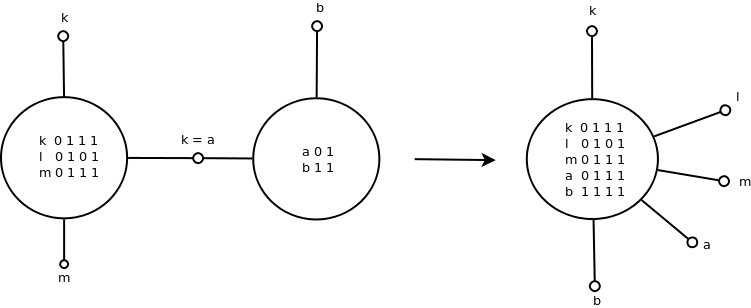 k
b
k
l
k 0 1 1 1
l 0 1 0 1
m 0 1 1 1
k = a
a 0 1
b 1 1
k 0 1 1 1
l 0 1 0 1
m 0 1 1 1
a 0 1 1 1
b 1 1 1 1
m
a
m
b